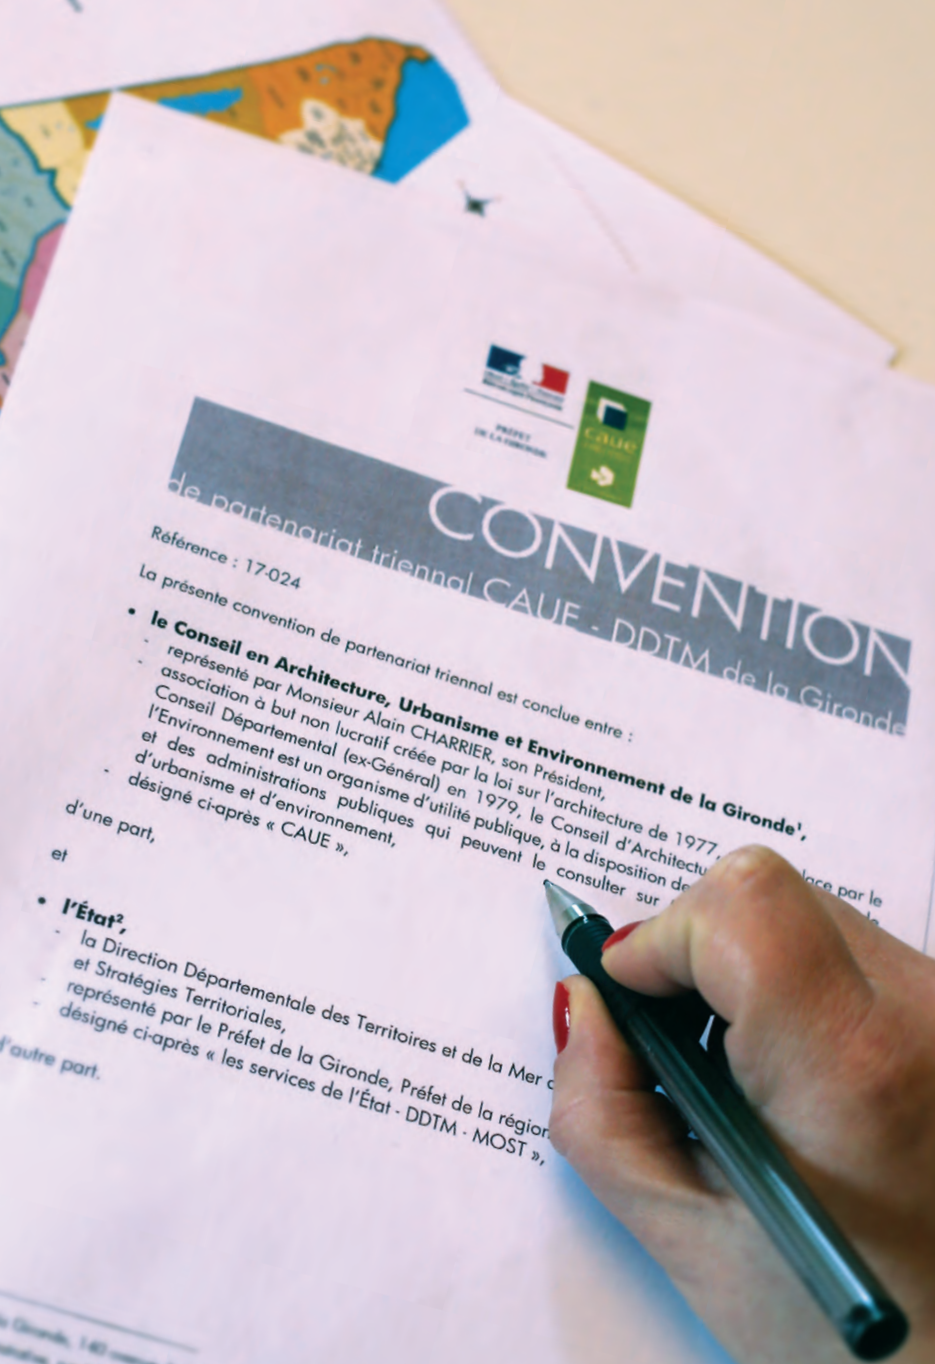 PRÉFET
DE LA GIRONDE
caue
CONVENTION
de partenariat triennal CAUE - DDTM de la Gironde
Référence : 17-024
La présente convention de partenariat triennal est conclue entre :
• le Conseil en Architecture, Urbanisme et Environnement de la Gironde¹,
- représenté par Monsieur Alain CHARRIER, son Président,
- association à but non lucratif créée par la loi sur l'architecture de 1977, place par le
Conseil Départemental (ex-Général) en 1979, le Conseil d'Architectu
l'Environnement est un organisme d'utilité publique, à la disposition de
et des administrations publiques qui peuvent le consulter sur
d'urbanisme et d'environnement,
- désigné ci-après « CAUE »,
d'une part,
et
• l'État²,
- la Direction Départementale des Territoires et de la Mer
et Stratégies Territoriales,
- représenté par le Préfet de la Gironde, Préfet de la région
- désigné ci-après « les services de l'État - DDTM - MOST »,
d'autre part.
Gironde, 140